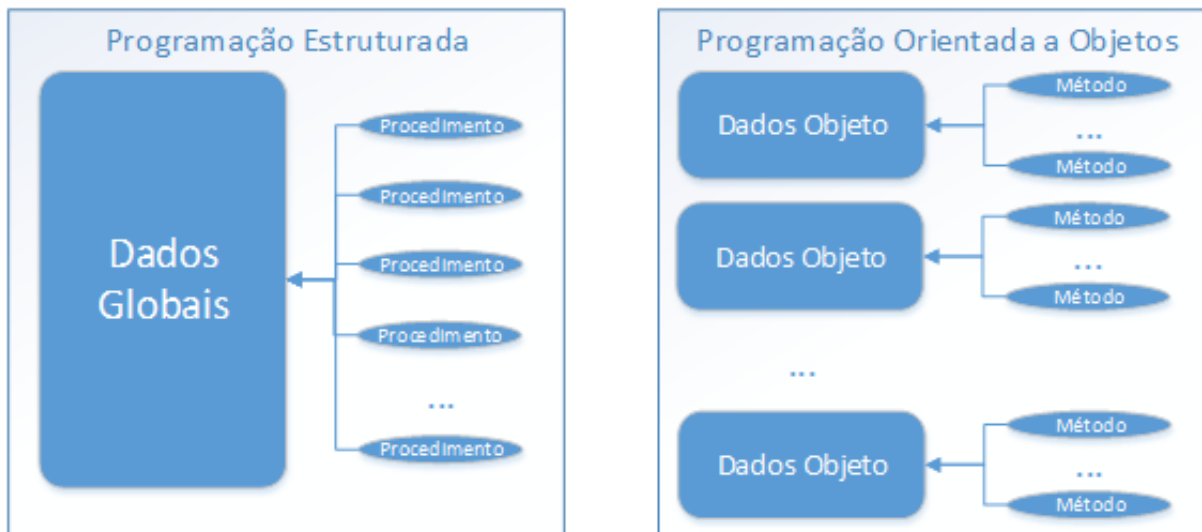 Programação Estruturada
Dados
Globais
Procedimento
Procedimento
Procedimento
Procedimento
...
Procedimento
Programação Orientada a Objetos
Dados Objeto
Método
...
Método
Dados Objeto
Método
...
Método
...
Dados Objeto
Método
...
Método